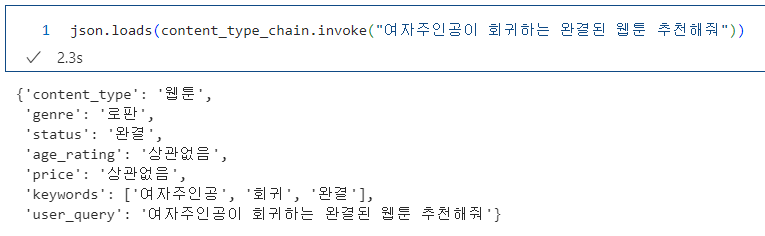 1 json.loads(content_type_chain.invoke("여자주인공이 회귀하는 완결된 웹툰 추천해줘"))
✓ 2.3s
{'content_type': '웹툰',
'genre': '로판',
'status': '완결',
'age_rating': '상관없음',
'price': '상관없음',
'keywords': ['여자주인공', '회귀', '완결'],
'user_query': '여자주인공이 회귀하는 완결된 웹툰 추천해줘'}